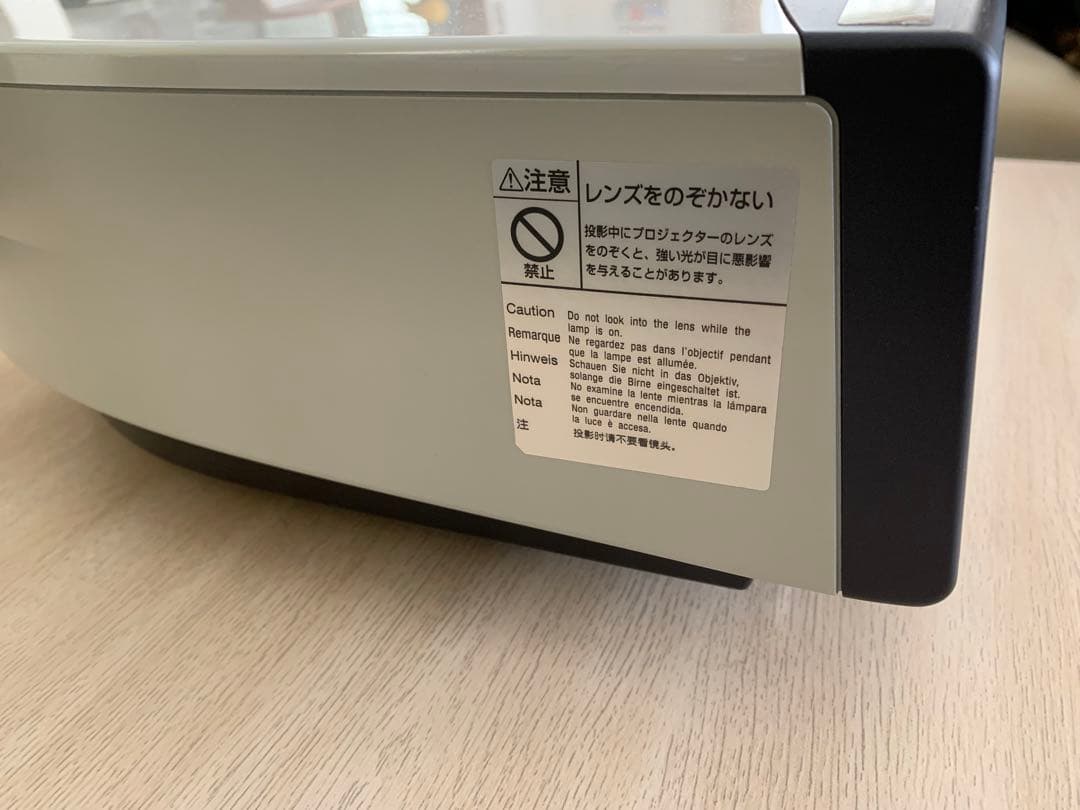 ⚠注意
禁止
レンズをのぞかない
投影中にプロジェクターのレンズ
をのぞくと、強い光が目に悪影響
を与えることがあります。
Caution
Do not look into the lens while the
lamp is on.
Remarque
Ne regardez pas dans l'objectif pendant
que la lampe est allumée.
Hinweis
Schauen Sie nicht in das Objektiv,
solange die Birne eingeschaltet ist.
Nota
No examine la lente mientras la lámpara
se encuentre encendida.
Nota
Non guardare nella lente quando
la luce è accesa.
注
投影时请不要看镜头。